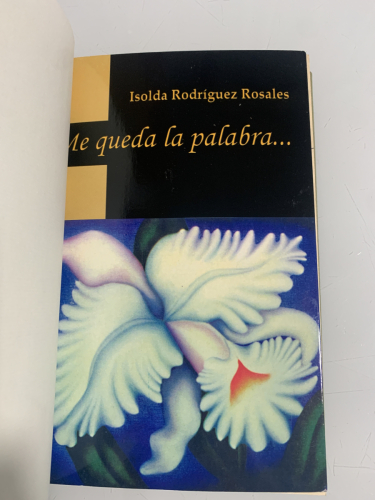 Isolda Rodríguez Rosales
Me queda la palabra...